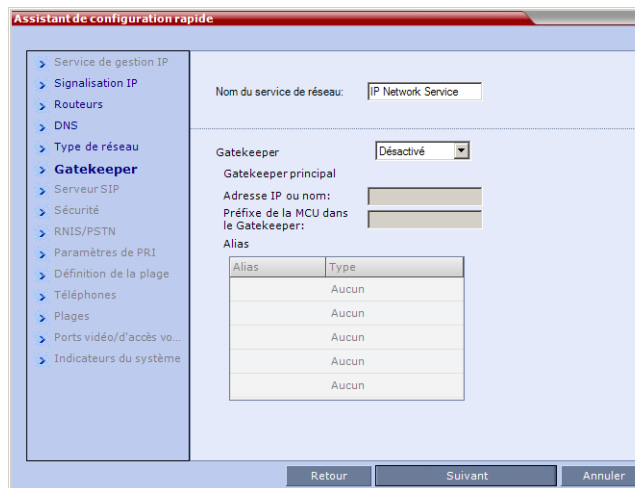 Assistant de configuration rapide
Service de gestion IP
Signalisation IP
Routeurs
DNS
Type de réseau
Gatekeeper
Serveur SIP
Sécurité
RNIS/PSTN
Paramètres de PRI
Définition de la plage
Téléphones
Plages
Ports vidéo/d'accès vo...
Indicateurs du système
Nom du service de réseau: IP Network Service
Gatekeeper Désactivé
Gatekeeper principal
Adresse IP ou nom:
Préfixe de la MCU dans
le Gatekeeper:
Alias
Alias Type
Aucun
Aucun
Aucun
Aucun
Aucun
Retour Suivant Annuler